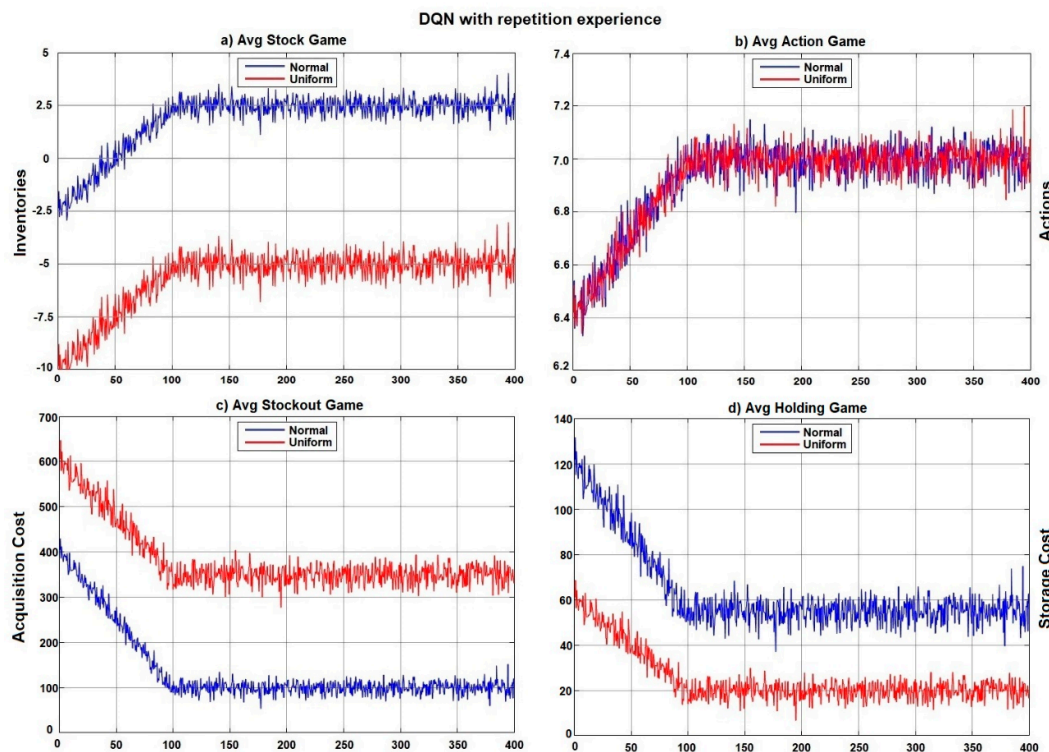 DQN with repetition experience
a) Avg Stock Game
Normal
Uniform
Inventories
5
2.5
0
-2.5
-5
-7.5
-10
0 50 100 150 200 250 300 350 400
b) Avg Action Game
Normal
Uniform
Actions
7.4
7.2
7.0
6.8
6.6
6.4
6.2
0 50 100 150 200 250 300 350 400
c) Avg Stockout Game
Normal
Uniform
Acquisition Cost
700
600
500
400
300
200
100
0
0 50 100 150 200 250 300 350 400
d) Avg Holding Game
Normal
Uniform
Storage Cost
140
120
100
80
60
40
20
0
0 50 100 150 200 250 300 350 400